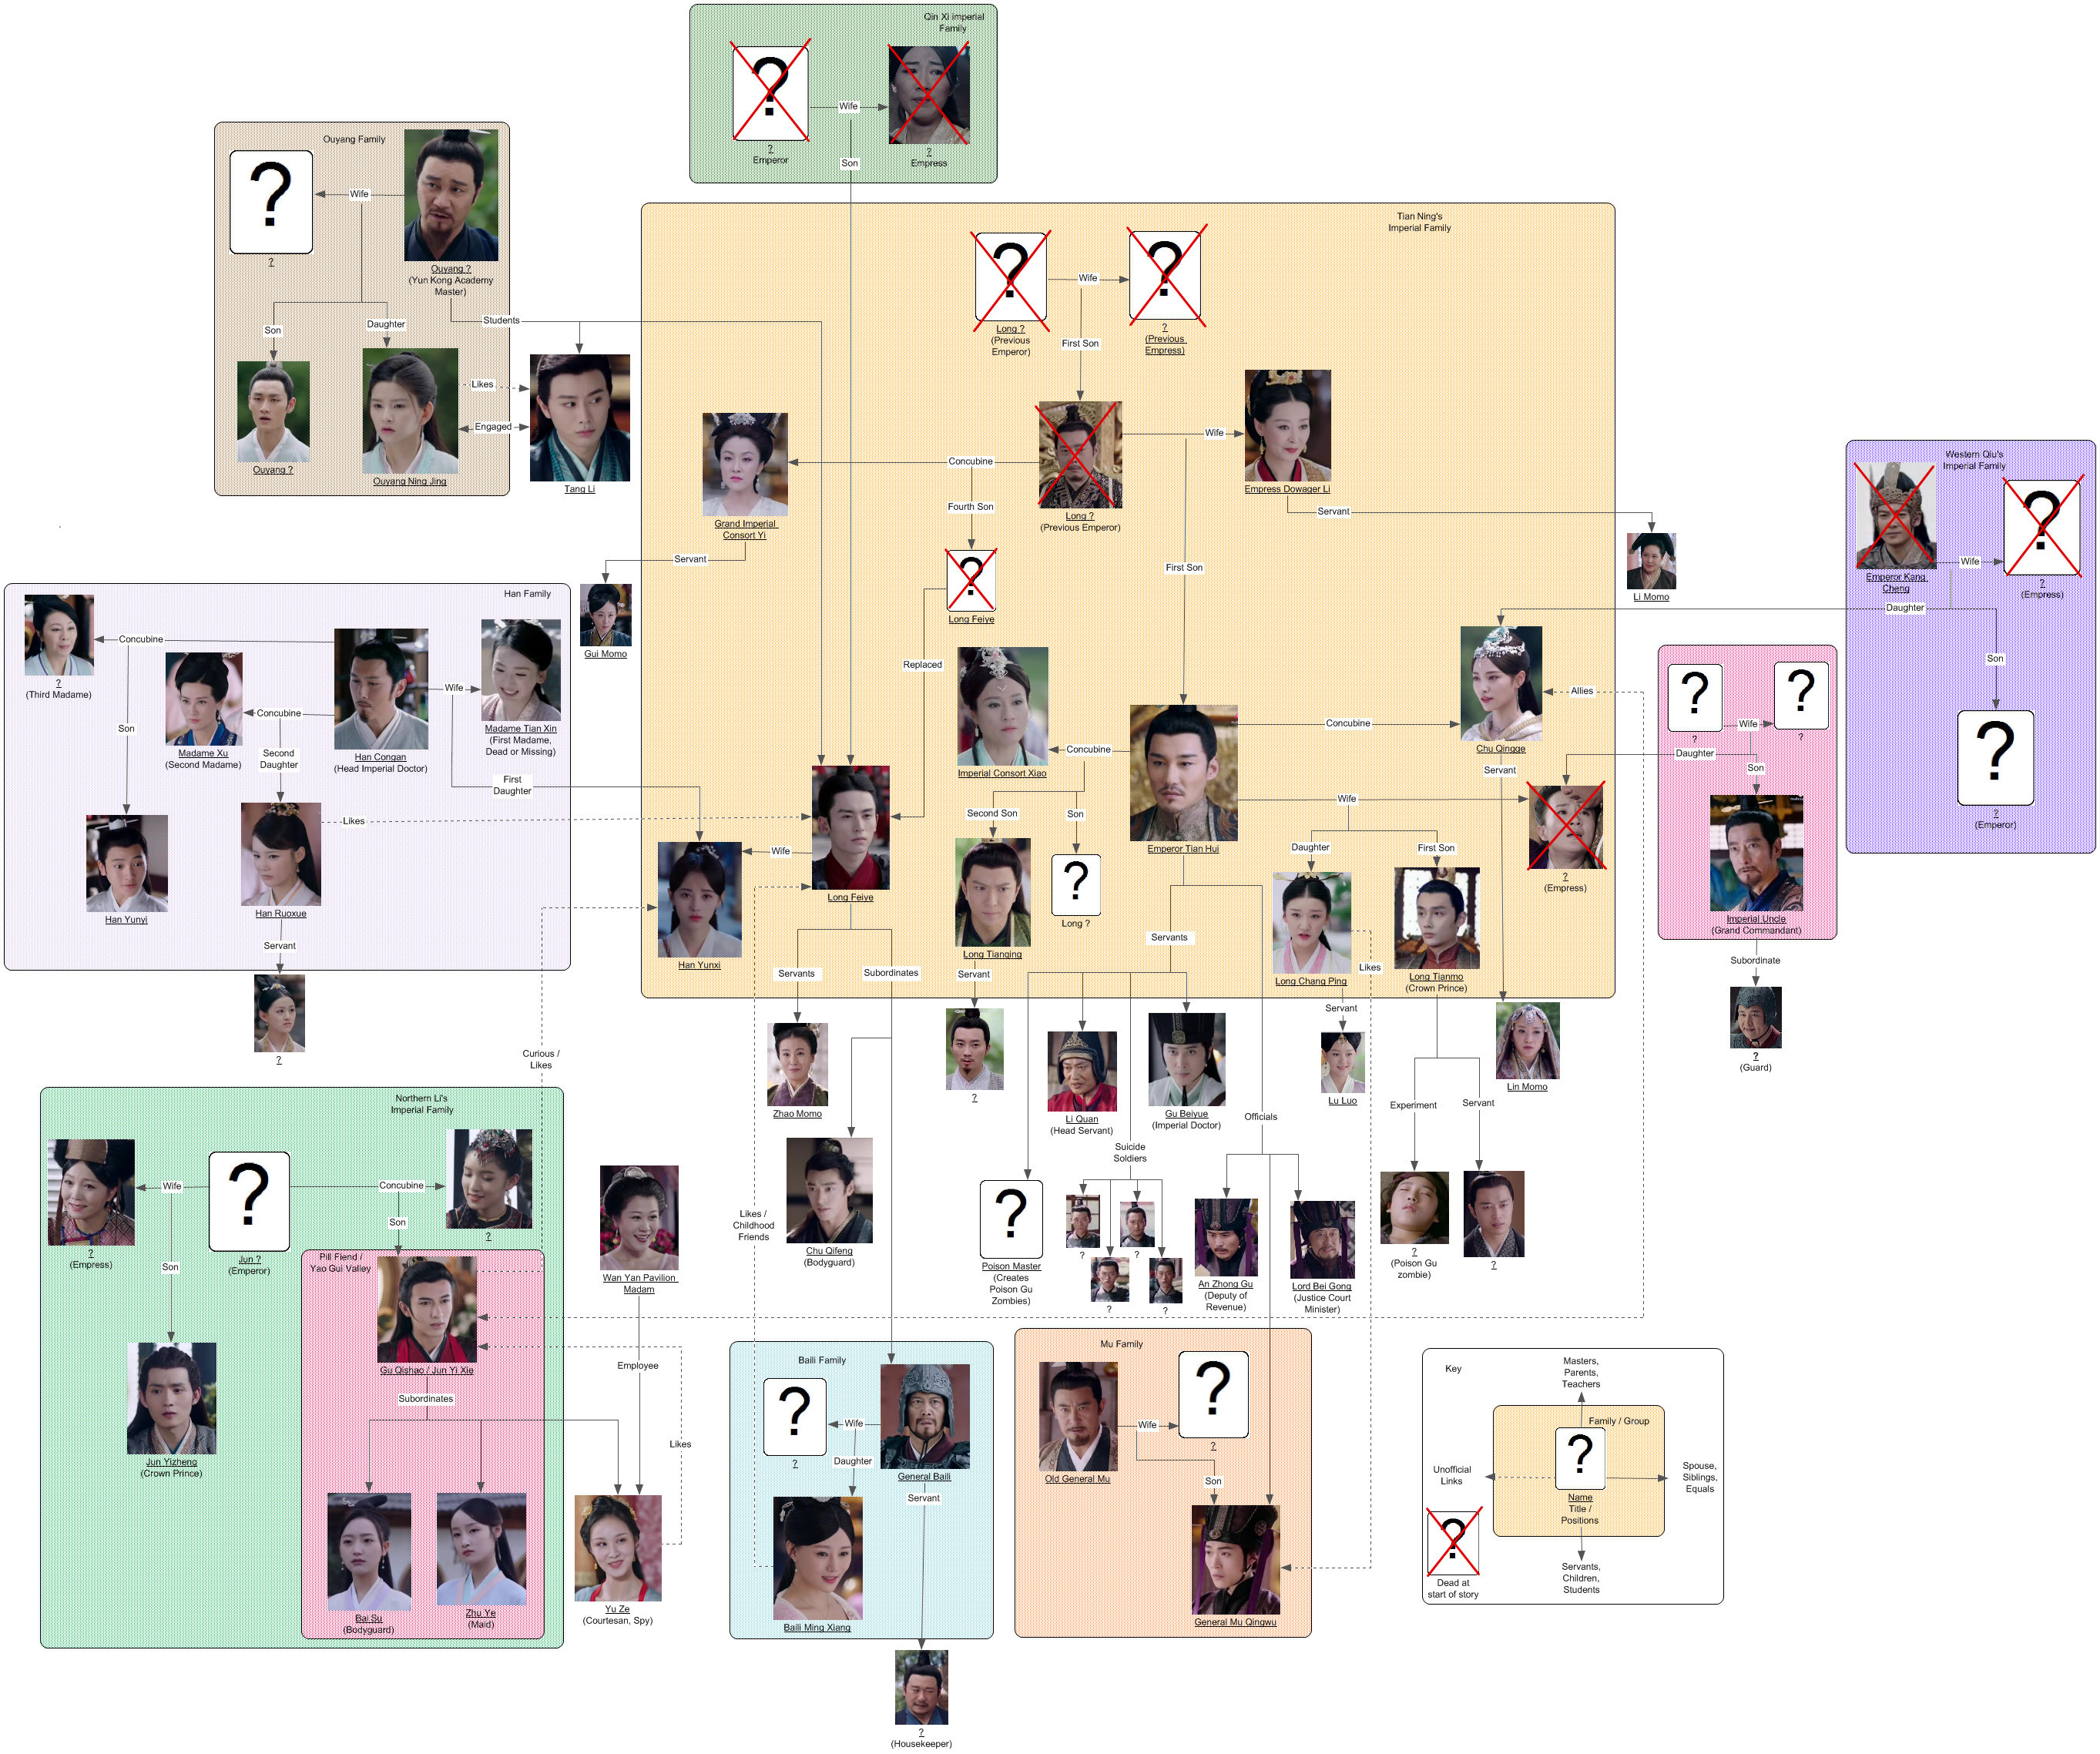 Qin Xi imperial
Family
?
Wife
?
Emperor
?
Empress
Son
Ouyang Family
?
Wife
?
Ouyang ?
(Yun Kong Academy
Master)
Students
Son
Daughter
Ouyang ?
Ouyang Ning Jing
Likes
Engaged
Tang Li
Tian Ning's
Imperial Family
?
Wife
?
Long ?
(Previous
Emperor)
?
(Previous
Empress)
First Son
Wife
Concubine
Grand Imperial
Consort Yi
Long ?
(Previous Emperor)
Empress Dowager Li
Fourth Son
Servant
Servant
First Son
?
Long Feiye
Li Momo
Gui Momo
Replaced
Western Qiu's
Imperial Family
?
Wife
Emperor Kang
Cheng
?
(Empress)
Daughter
Son
?
?
(Emperor)
Han Family
Concubine
?
(Third Madame)
Wife
Concubine
Madame Tian Xin
(First Madame,
Dead or Missing)
Madame Xu
(Second Madame)
Han Congan
(Head Imperial Doctor)
Son
Second
Daughter
First
Daughter
Likes
Han Yunyi
Han Ruoxue
Servant
?
Imperial Consort Xiao
Concubine
Concubine
Chu Qingge
Allies
Servant
?
?
Wife
?
?
Daughter
Son
Imperial Uncle
(Grand Commandant)
Subordinate
?
(Guard)
Second Son
Son
Emperor Tian Hui
Wife
Daughter
First Son
?
(Empress)
Wife
Long Feiye
Han Yunxi
Long Tianqing
?
Long ?
Long Chang Ping
Long Tianmo
(Crown Prince)
Likes
Servants
Servants
Subordinates
Servant
Servant
Zhao Momo
?
Li Quan
(Head Servant)
Gu Beiyue
(Imperial Doctor)
Lu Luo
Lin Momo
Officials
Experiment
Servant
Suicide
Soldiers
Chu Qifeng
(Bodyguard)
?
Poison Master
(Creates
Poison Gu
Zombies)
?
?
?
?
An Zhong Gu
(Deputy of
Revenue)
Lord Bei Gong
(Justice Court
Minister)
?
(Poison Gu
zombie)
?
Curious /
Likes
Northern Li's
Imperial Family
Wife
?
Concubine
?
(Empress)
Jun ?
(Emperor)
?
Son
Son
Pill Fiend /
Yao Gui Valley
Gu Qishao / Jun Yi Xie
Jun Yizheng
(Crown Prince)
Subordinates
Bai Su
(Bodyguard)
Zhu Ye
(Maid)
Wan Yan Pavilion
Madam
Employee
Likes
Yu Ze
(Courtesan, Spy)
Likes /
Childhood
Friends
Baili Family
?
Wife
?
General Baili
Daughter
Servant
Baili Ming Xiang
?
(Housekeeper)
Mu Family
?
Wife
?
Old General Mu
Son
General Mu Qingwu
Key
Masters,
Parents,
Teachers
Family / Group
?
Unofficial
Links
Spouse,
Siblings,
Equals
Name
Title /
Positions
?
Dead at
start of story
Servants,
Children,
Students